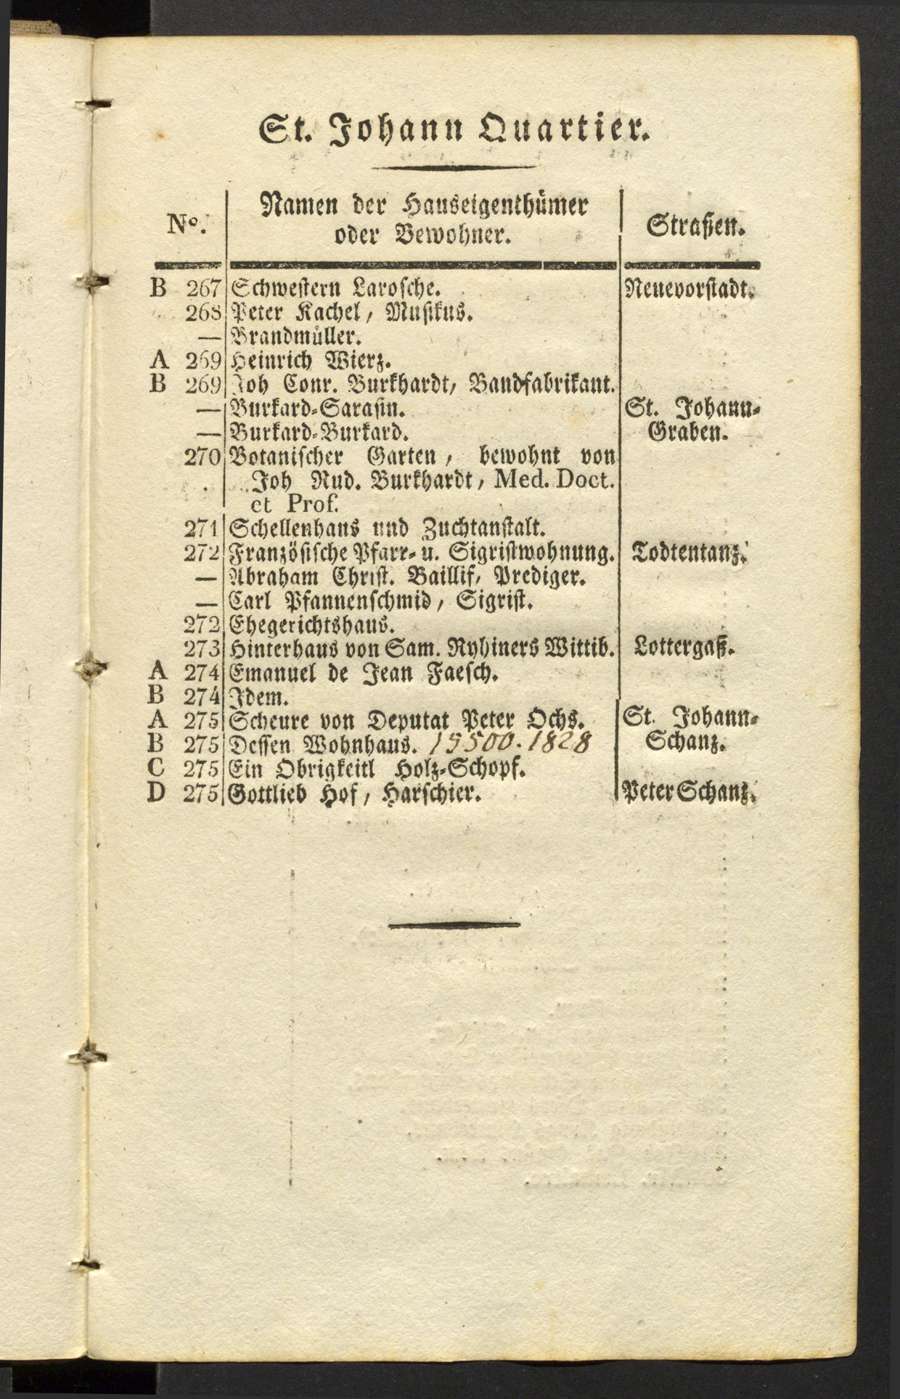 St. Johann Quartier.
No. Namen der Hauseigenthümer oder Bewohner. Straßen.
B 267 Schwestern Larosche. Neuevorstadt.
268 Peter Kachel, Musikus.
— Brandmüller.
A 269 Heinrich Wierz.
B 269 Joh Conr. Burkhardt, Bandfabrikant.
— Burkard-Sarasin. St. Johann-
— Burkard-Burkard. Graben.
270 Botanischer Garten, bewohnt von
Joh Rud. Burkhardt, Med. Doct.
et Prof.
271 Schellenhaus und Zuchtanstalt.
272 Französische Pfarr- u. Sigristwohnung. Todtentanz.
— Abraham Christ. Baillif, Prediger.
— Carl Pfannenschmid, Sigrist.
272 Ehegerichtshaus.
273 Hinterhaus von Sam. Ryhiners Wittib. Lottergaß.
A 274 Emanuel de Jean Faesch.
B 274 Idem.
A 275 Scheure von Deputat Peter Ochs. St. Johann-
B 275 Dessen Wohnhaus. 15500. 1828 Schanz.
C 275 Ein Obrigkeitl Holz-Schopf.
D 275 Gottlieb Hof, Harschier. Peter Schanz.